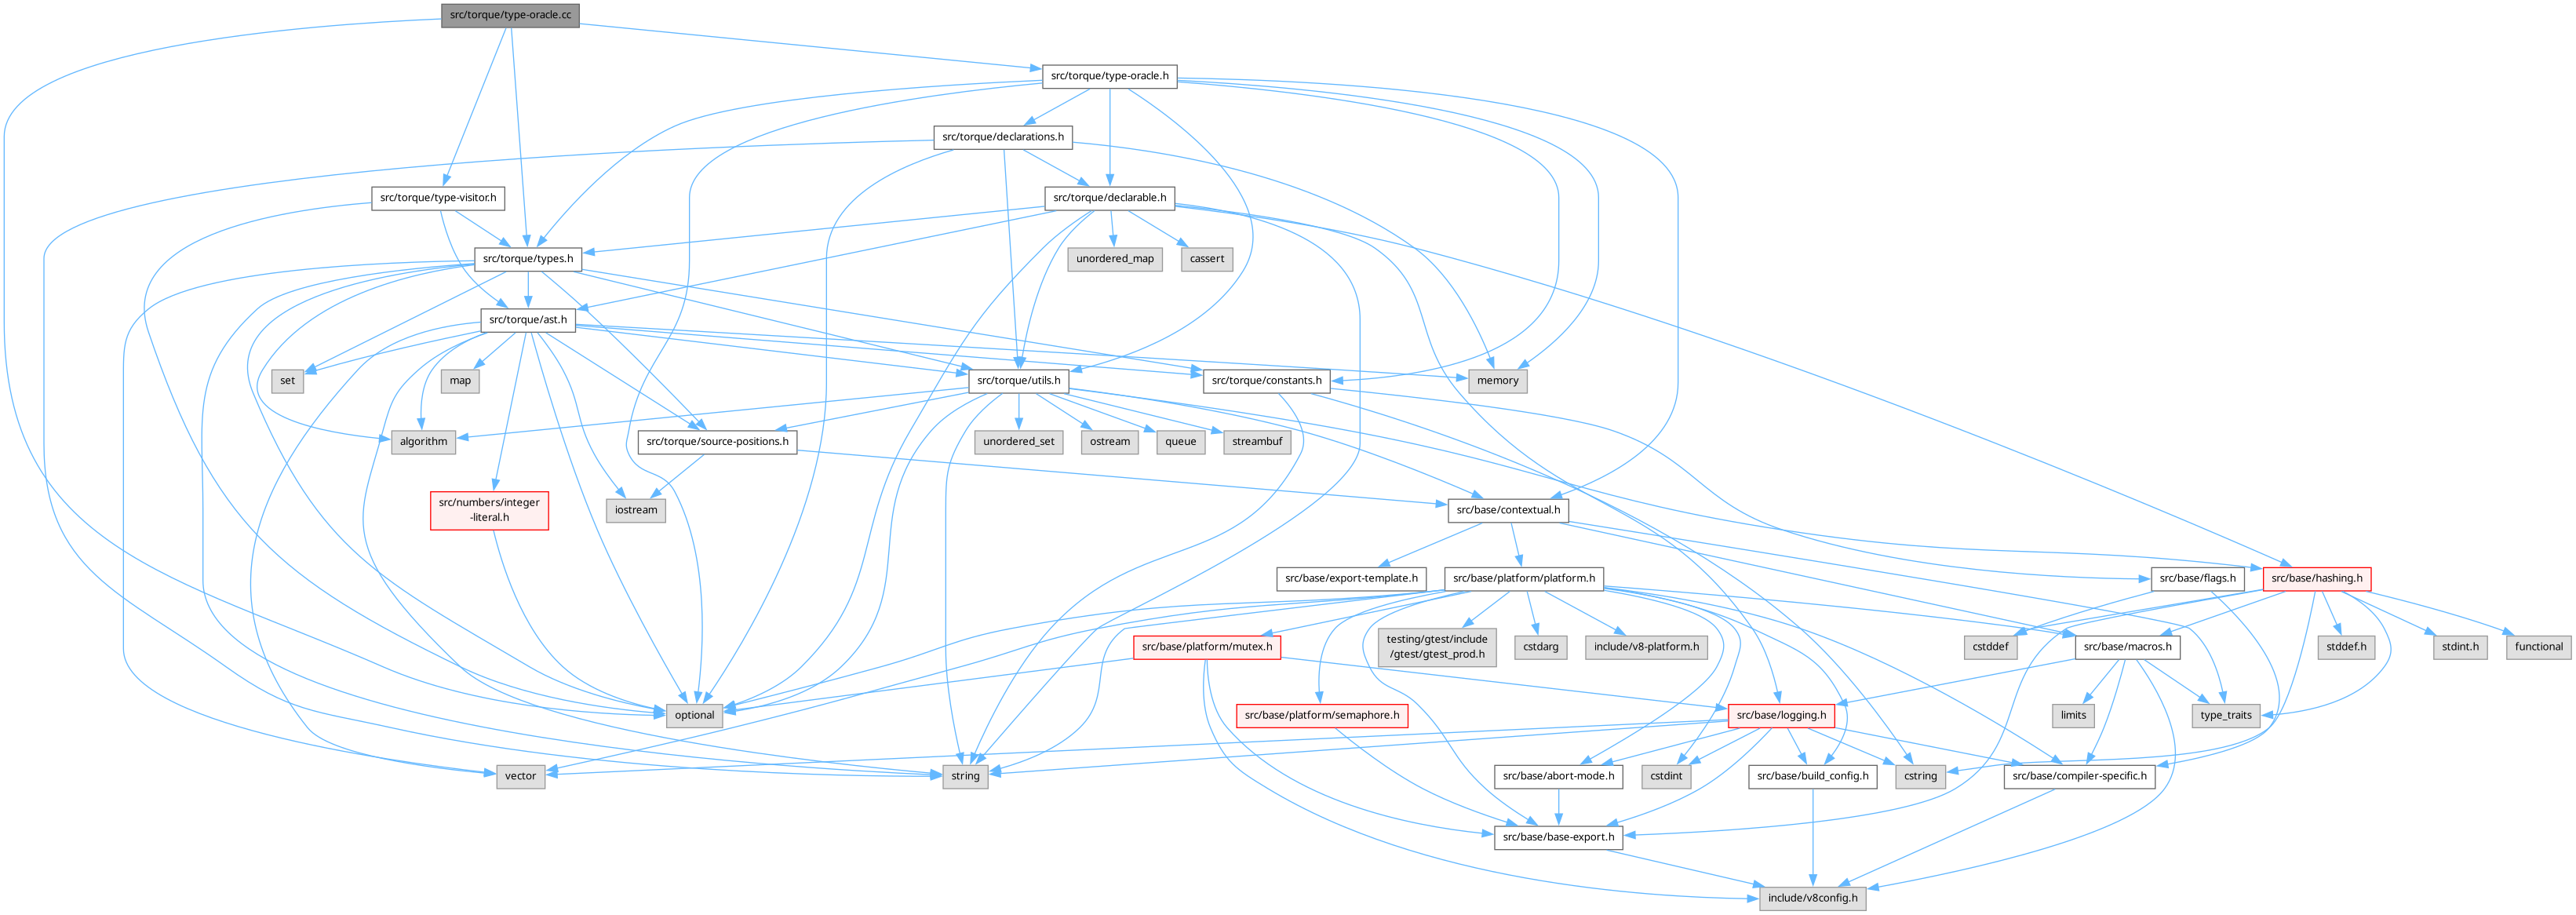 src/torque/type-oracle.cc
src/torque/type-oracle.h
src/torque/declarations.h
src/torque/type-visitor.h
src/torque/declarable.h
src/torque/types.h
unordered_map
cassert
src/torque/ast.h
set
map
src/torque/utils.h
src/torque/constants.h
memory
algorithm
src/torque/source-positions.h
unordered_set
ostream
queue
streambuf
src/numbers/integer
-literal.h
iostream
src/base/contextual.h
src/base/export-template.h
src/base/platform/platform.h
src/base/flags.h
src/base/hashing.h
src/base/platform/mutex.h
testing/gtest/include
/gtest/gtest_prod.h
cstdarg
include/v8-platform.h
cstddef
src/base/macros.h
stddef.h
stdint.h
functional
optional
src/base/platform/semaphore.h
src/base/logging.h
limits
type_traits
vector
string
src/base/abort-mode.h
cstdint
src/base/build_config.h
cstring
src/base/compiler-specific.h
src/base/base-export.h
include/v8config.h